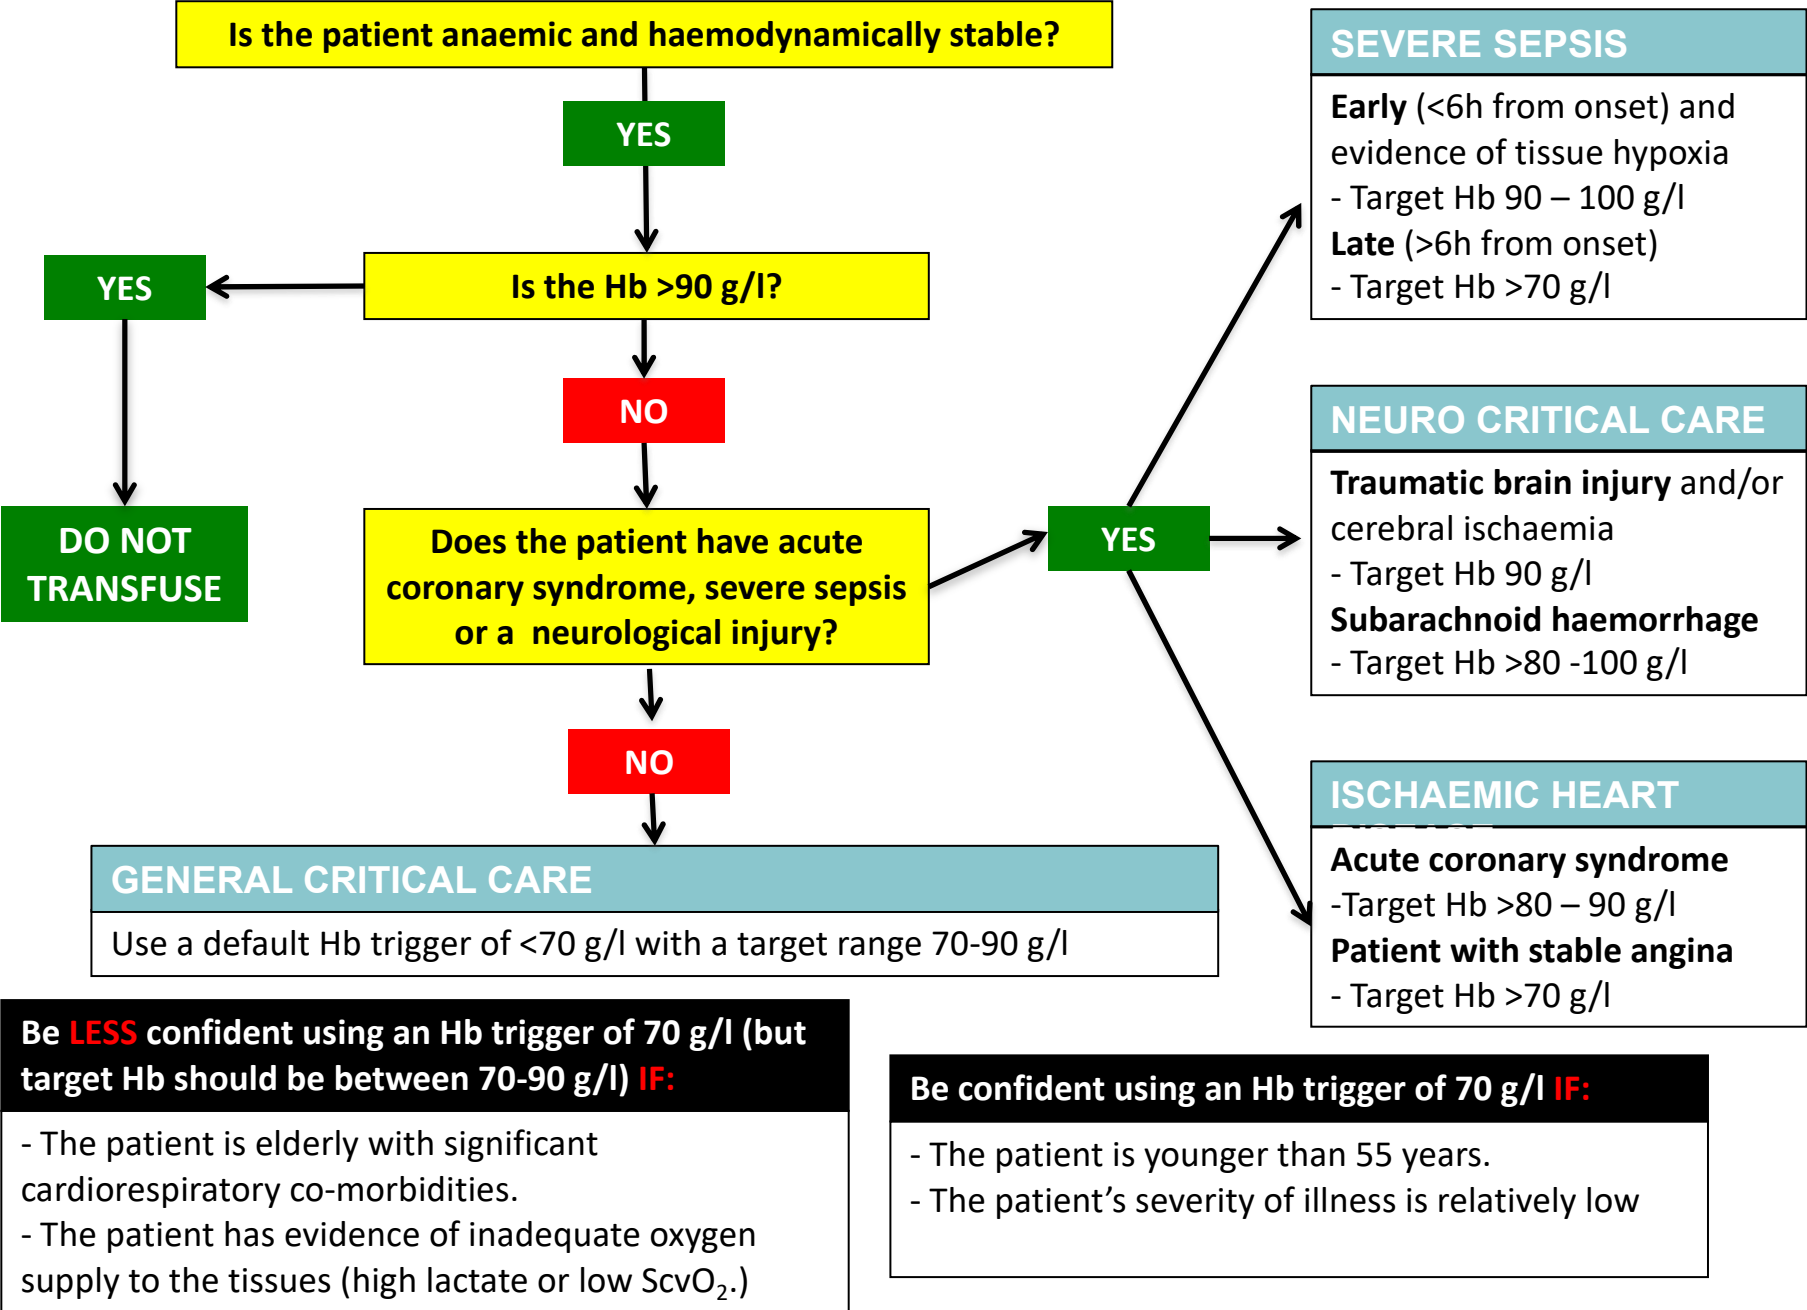 Is the patient anaemic and haemodynamically stable?
YES
Is the Hb >90 g/l?
YES
NO
DO NOT
TRANSFUSE
Does the patient have acute
coronary syndrome, severe sepsis
or a  neurological injury?
YES
NO
GENERAL CRITICAL CARE
Use a default Hb trigger of <70 g/l with a target range 70-90 g/l
SEVERE SEPSIS
Early (<6h from onset) and
evidence of tissue hypoxia
- Target Hb 90 – 100 g/l
Late (>6h from onset)
- Target Hb >70 g/l
NEURO CRITICAL CARE
Traumatic brain injury and/or
cerebral ischaemia
- Target Hb 90 g/l
Subarachnoid haemorrhage
- Target Hb >80 -100 g/l
ISCHAEMIC HEART
Acute coronary syndrome
-Target Hb >80 – 90 g/l
Patient with stable angina
- Target Hb >70 g/l
Be LESS confident using an Hb trigger of 70 g/l (but
target Hb should be between 70-90 g/l) IF:
- The patient is elderly with significant
cardiorespiratory co-morbidities.
- The patient has evidence of inadequate oxygen
supply to the tissues (high lactate or low ScvO₂.)
Be confident using an Hb trigger of 70 g/l IF:
- The patient is younger than 55 years.
- The patient’s severity of illness is relatively low